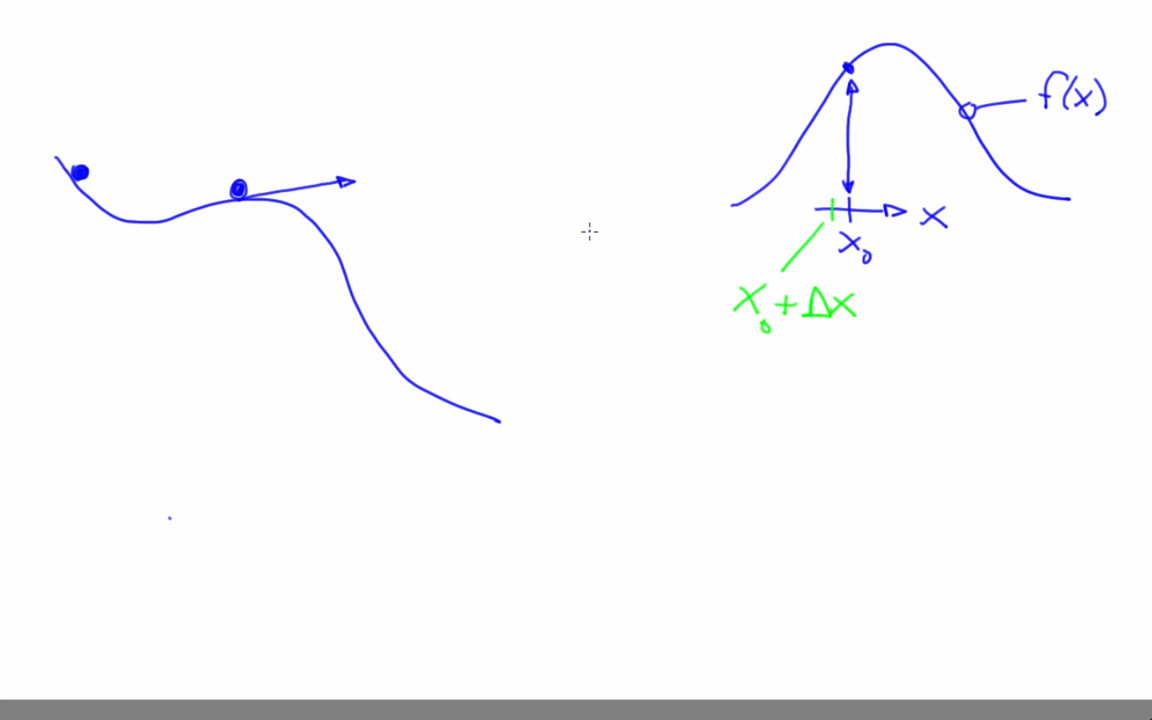 f(x)
x
x₀
x₀ + Δx